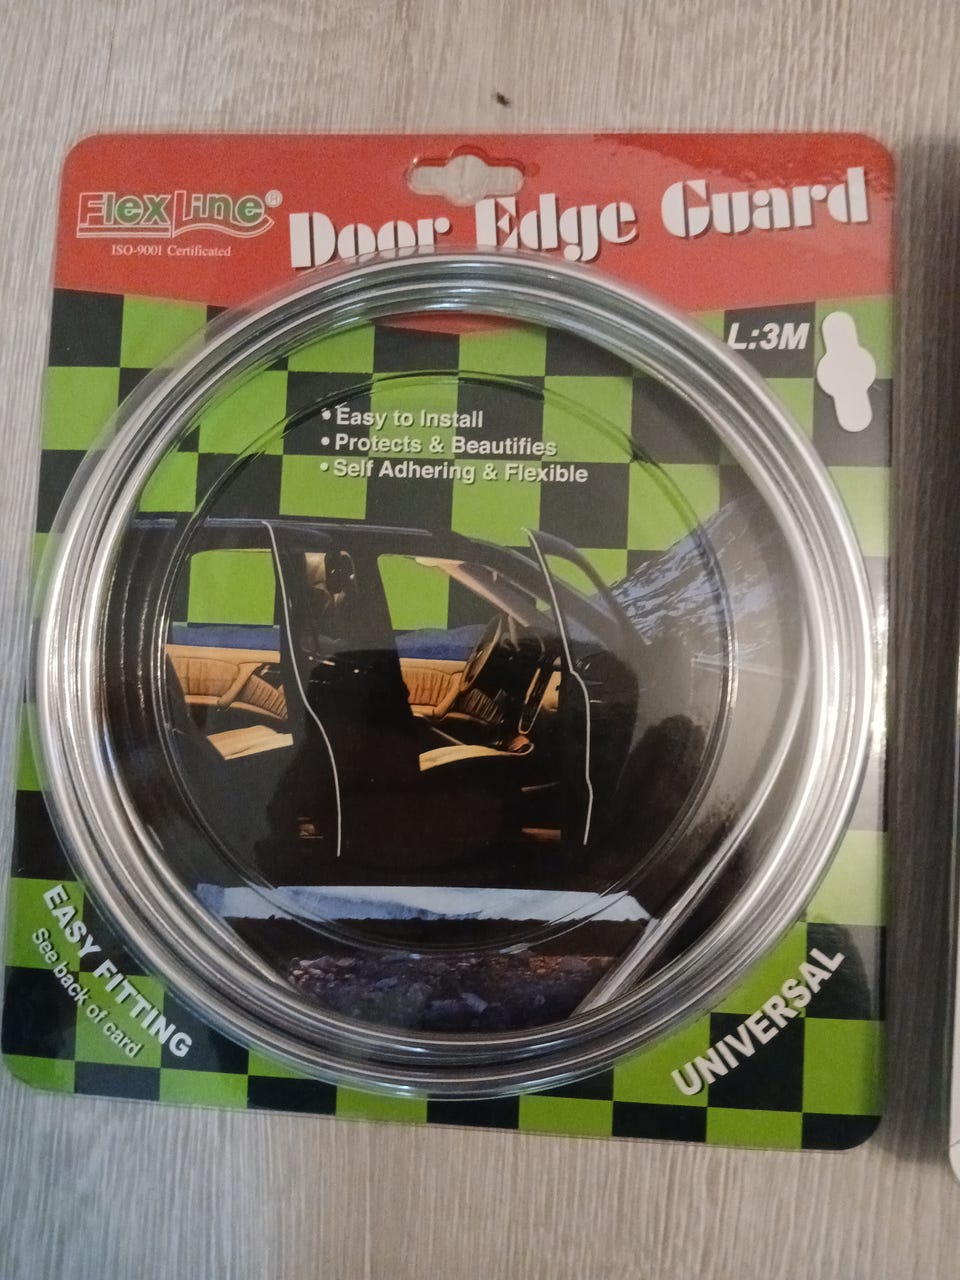 FlexLine®
ISO-9001 Certificated
Door Edge Guard
L:3M
• Easy to Install
• Protects & Beautifies
• Self Adhering & Flexible
EASY FITTING
See back of card
UNIVERSAL